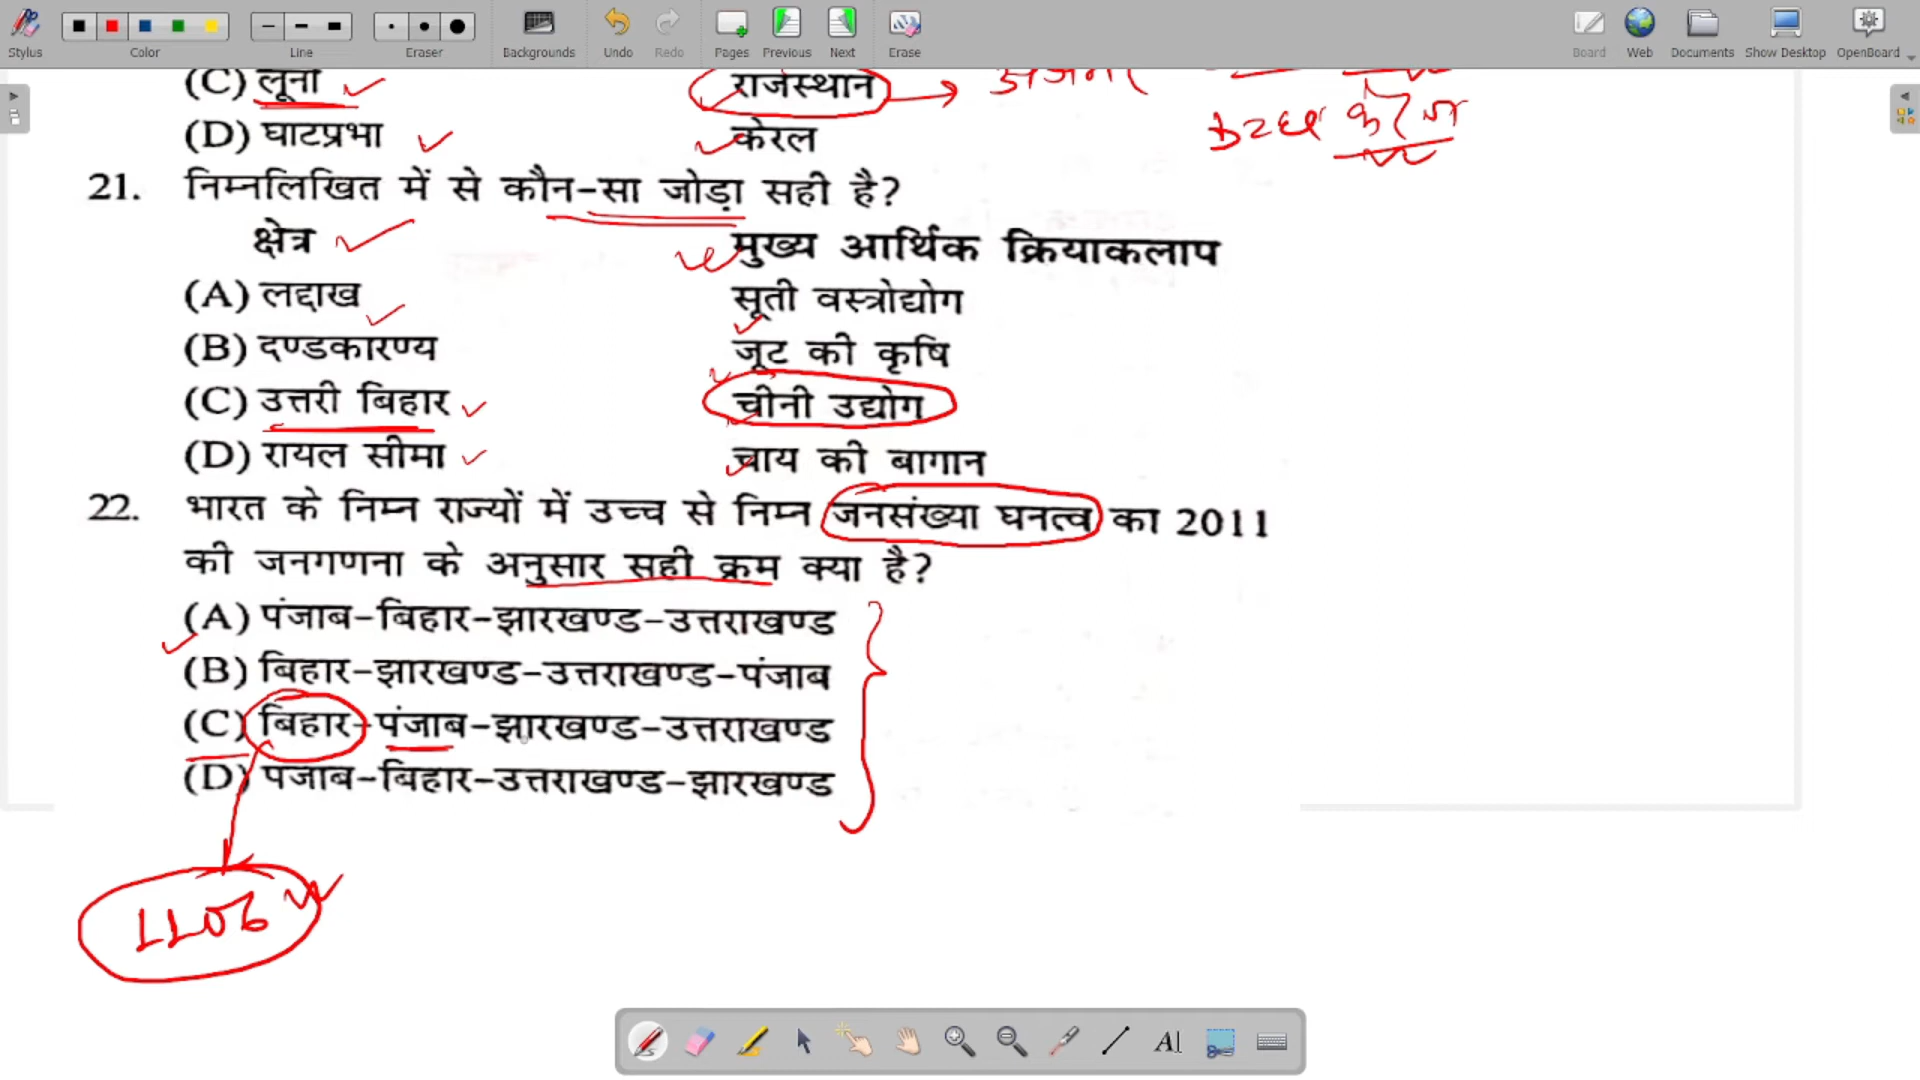 Stylus Color Line Eraser Backgrounds Undo Redo Pages Previous Next Erase Board Web Documents Show Desktop OpenBoard
(C) लूनी राजस्थान
(D) घाटप्रभा केरल
21. निम्नलिखित में से कौन-सा जोड़ा सही है?
क्षेत्र मुख्य आर्थिक क्रियाकलाप
(A) लद्दाख सूती वस्त्रोद्योग
(B) दण्डकारण्य जूट की कृषि
(C) उत्तरी बिहार चीनी उद्योग
(D) रायल सीमा चाय की बागान
22. भारत के निम्न राज्यों में उच्च से निम्न जनसंख्या घनत्व का 2011
की जनगणना के अनुसार सही क्रम क्या है?
(A) पंजाब-बिहार-झारखण्ड-उत्तराखण्ड
(B) बिहार-झारखण्ड-उत्तराखण्ड-पंजाब
(C) बिहार-पंजाब-झारखण्ड-उत्तराखण्ड
(D) पजाब-बिहार-उत्तराखण्ड-झारखण्ड
1106